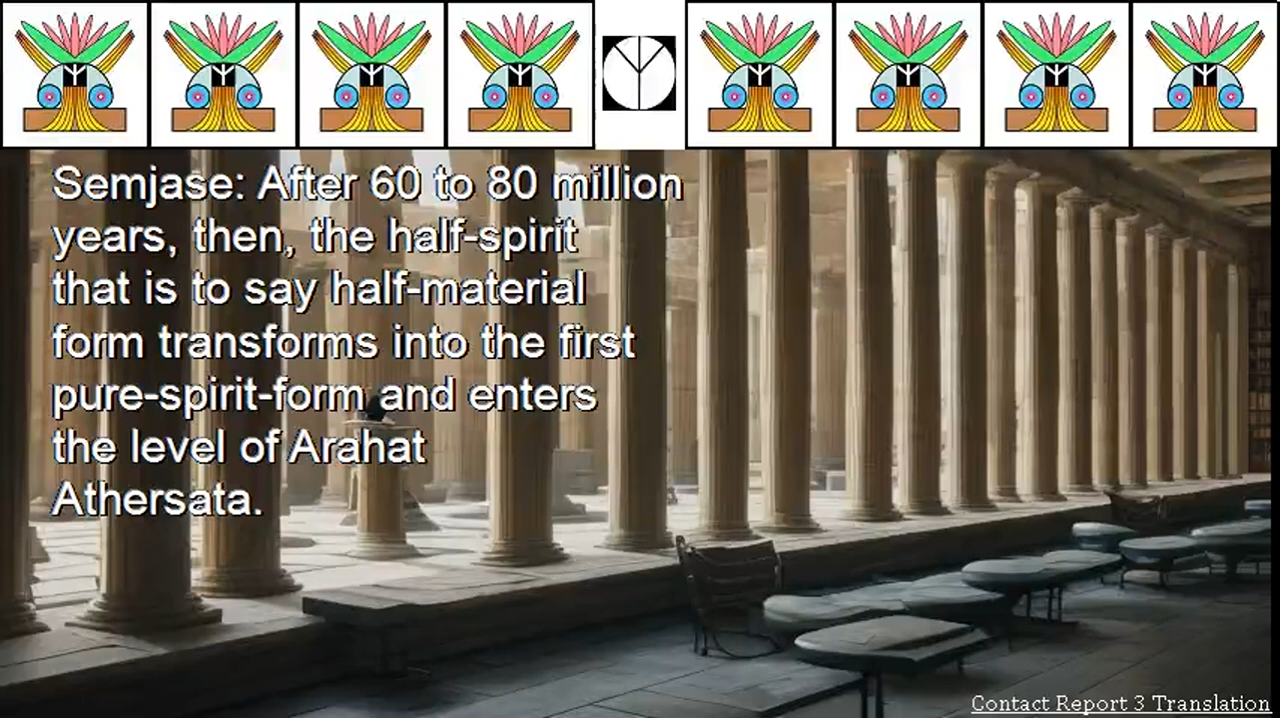 Semjase: After 60 to 80 million
years, then, the half-spirit
that is to say half-material
form transforms into the first
pure-spirit-form and enters
the level of Arahat
Athersata.
Contact Report 3 Translation